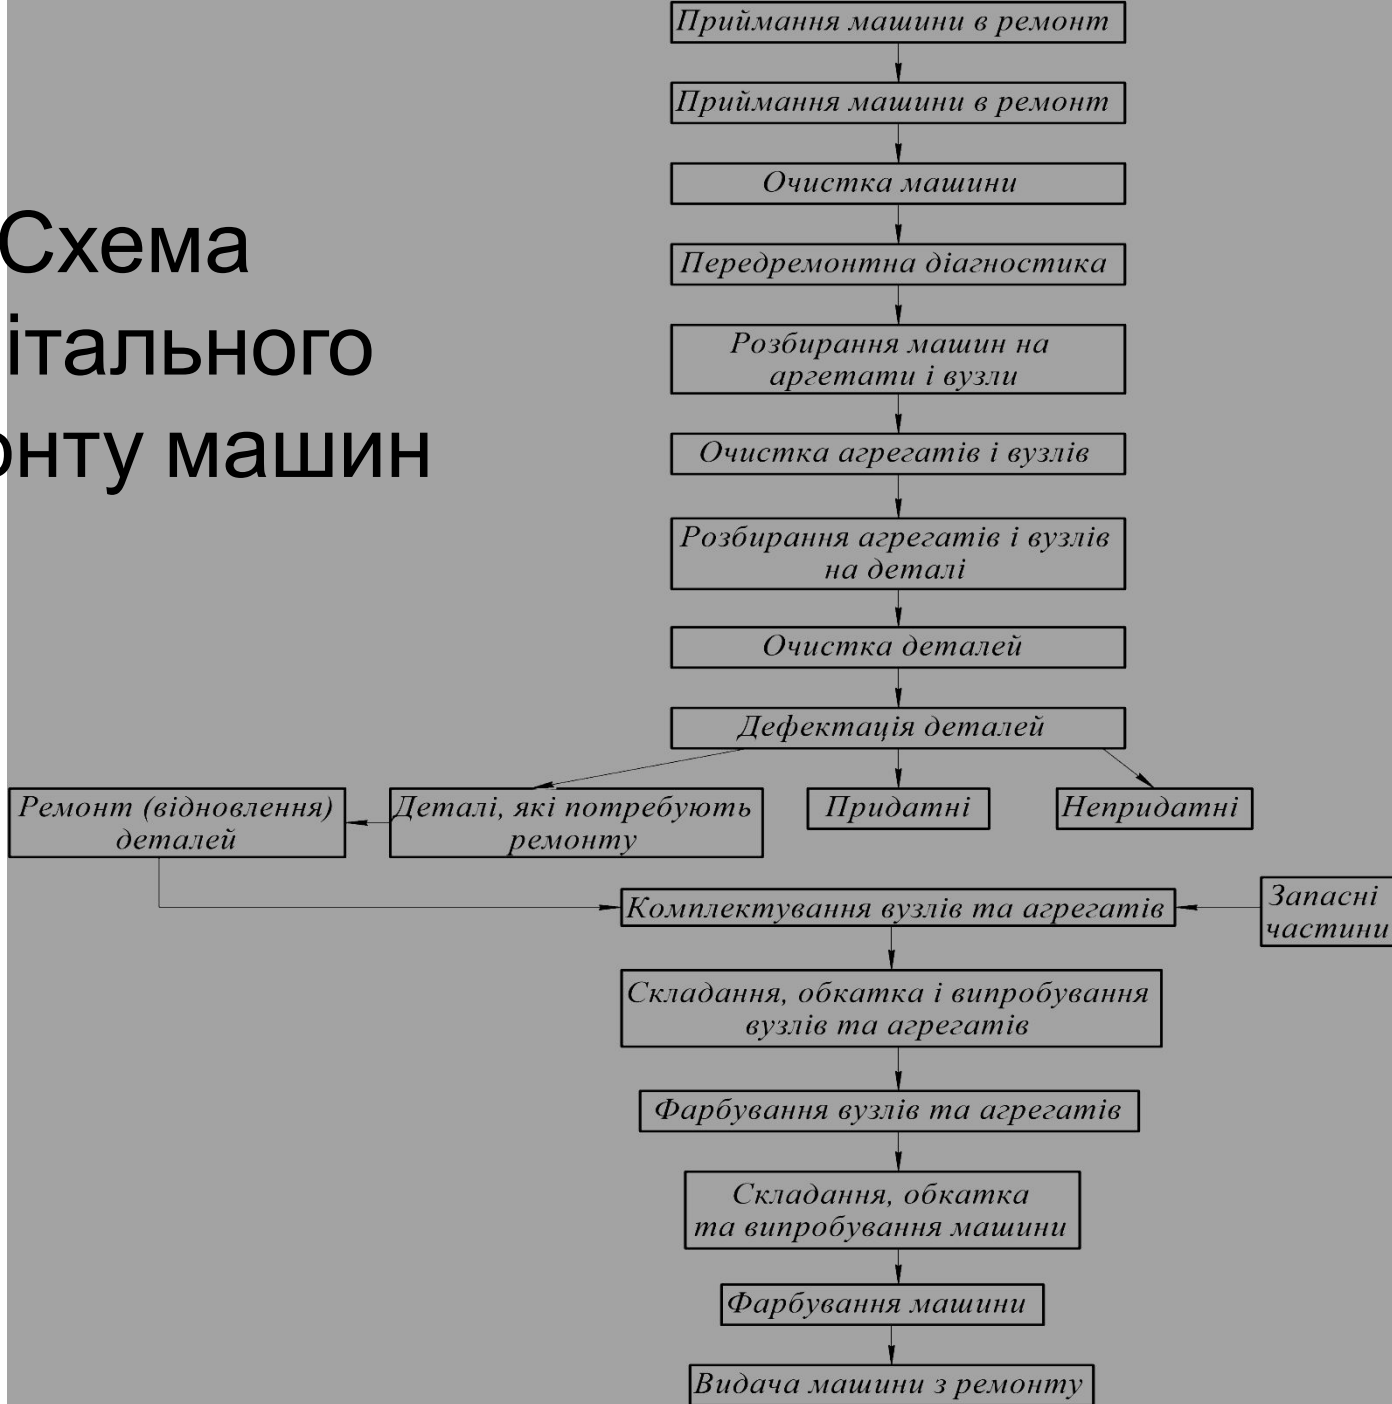 Схема
ітального
онту машин
Приймання машини в ремонт
Приймання машини в ремонт
Очистка машини
Передремонтна діагностика
Розбирання машин на
аргетати і вузли
Очистка агрегатів і вузлів
Розбирання агрегатів і вузлів
на деталі
Очистка деталей
Дефектація деталей
Ремонт (відновлення)
деталей
Деталі, які потребують
ремонту
Придатні
Непридатні
Комплектування вузлів та агрегатів
Запасні
частини
Складання, обкатка і випробування
вузлів та агрегатів
Фарбування вузлів та агрегатів
Складання, обкатка
та випробування машини
Фарбування машини
Видача машини з ремонту